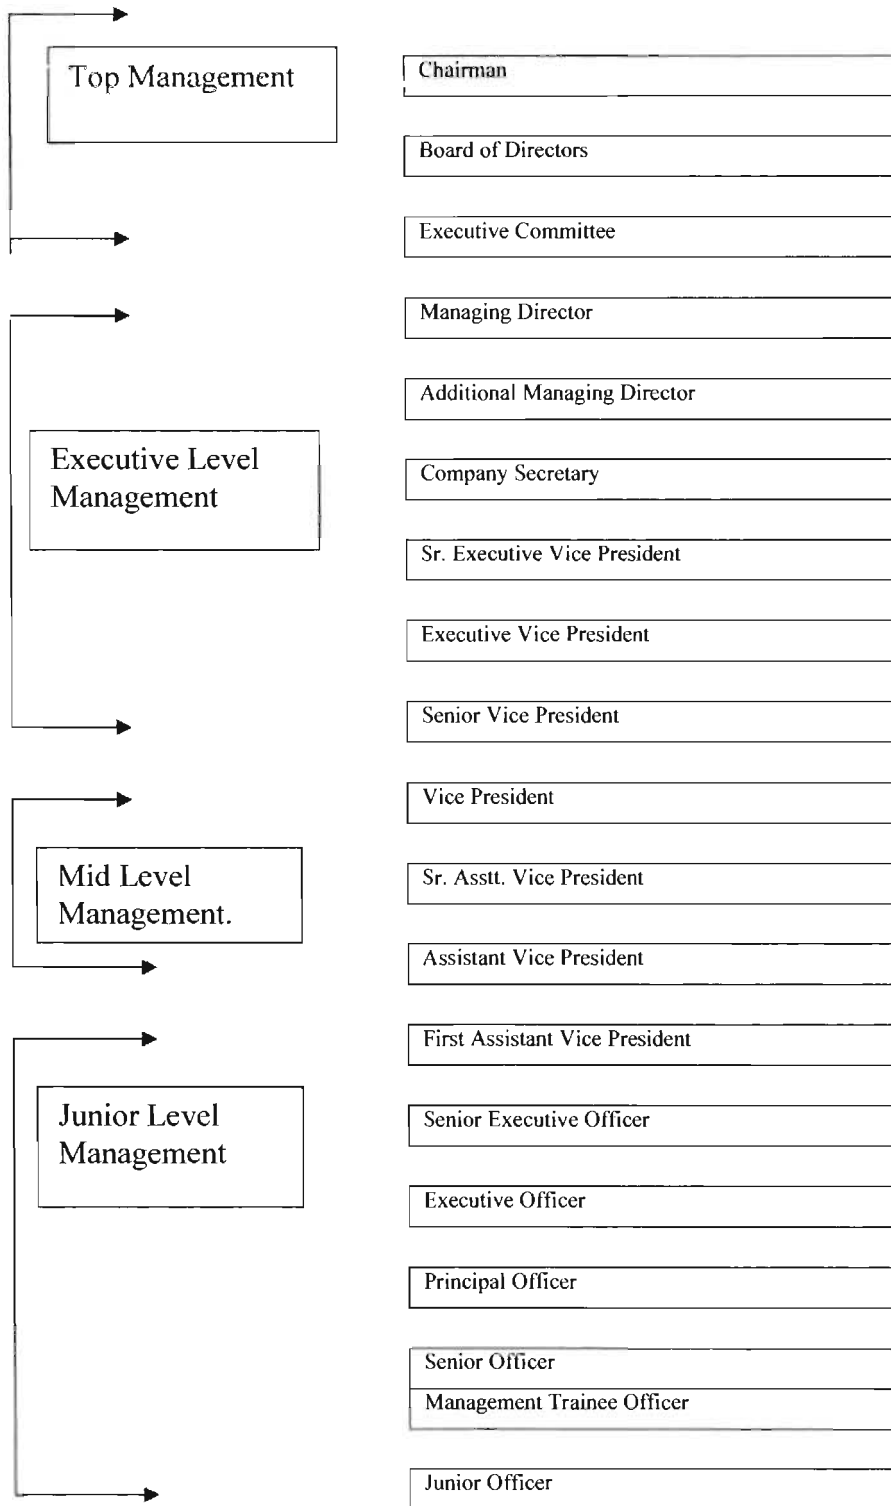 Top Management
Chairman
Board of Directors
Executive Committee
Managing Director
Additional Managing Director
Executive Level
Management
Company Secretary
Sr. Executive Vice President
Executive Vice President
Senior Vice President
Vice President
Mid Level
Management.
Sr. Asstt. Vice President
Assistant Vice President
First Assistant Vice President
Junior Level
Management
Senior Executive Officer
Executive Officer
Principal Officer
Senior Officer
Management Trainee Officer
Junior Officer